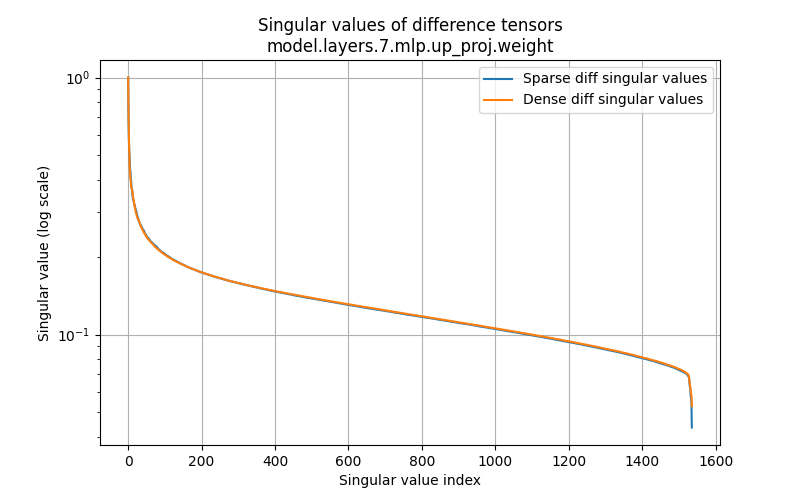 Singular values of difference tensors
model.layers.7.mlp.up_proj.weight
Sparse diff singular values
Dense diff singular values
Singular value (log scale)
10^0
10^-1
0 200 400 600 800 1000 1200 1400 1600
Singular value index